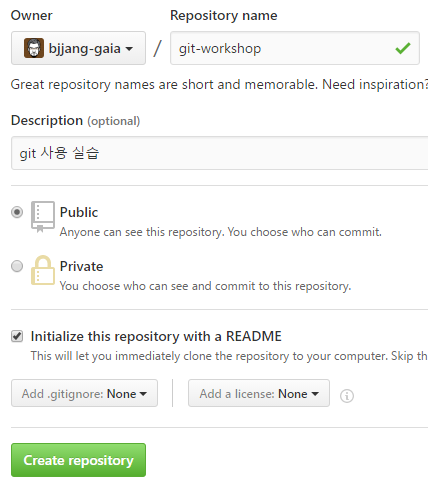 Owner Repository name
bjjang-gaia / git-workshop
Great repository names are short and memorable. Need inspiration?
Description (optional)
git 사용 실습
Public
Anyone can see this repository. You choose who can commit.
Private
You choose who can see and commit to this repository.
Initialize this repository with a README
This will let you immediately clone the repository to your computer. Skip th
Add .gitignore: None Add a license: None
Create repository